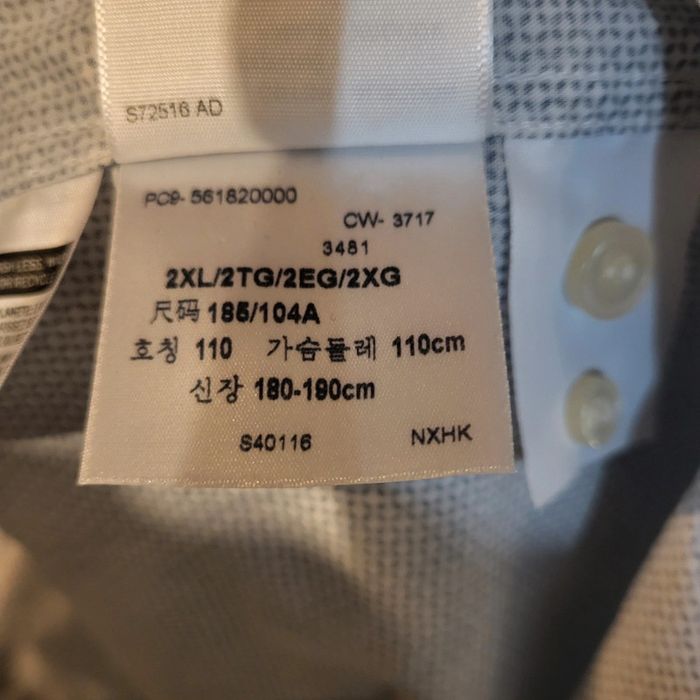 S72516 AD
PC9- 561820000
CW- 3717
3481
2XL/2TG/2EG/2XG
尺码 185/104A
호칭 110 가슴둘레 110cm
신장 180-190cm
S40116 NXHK